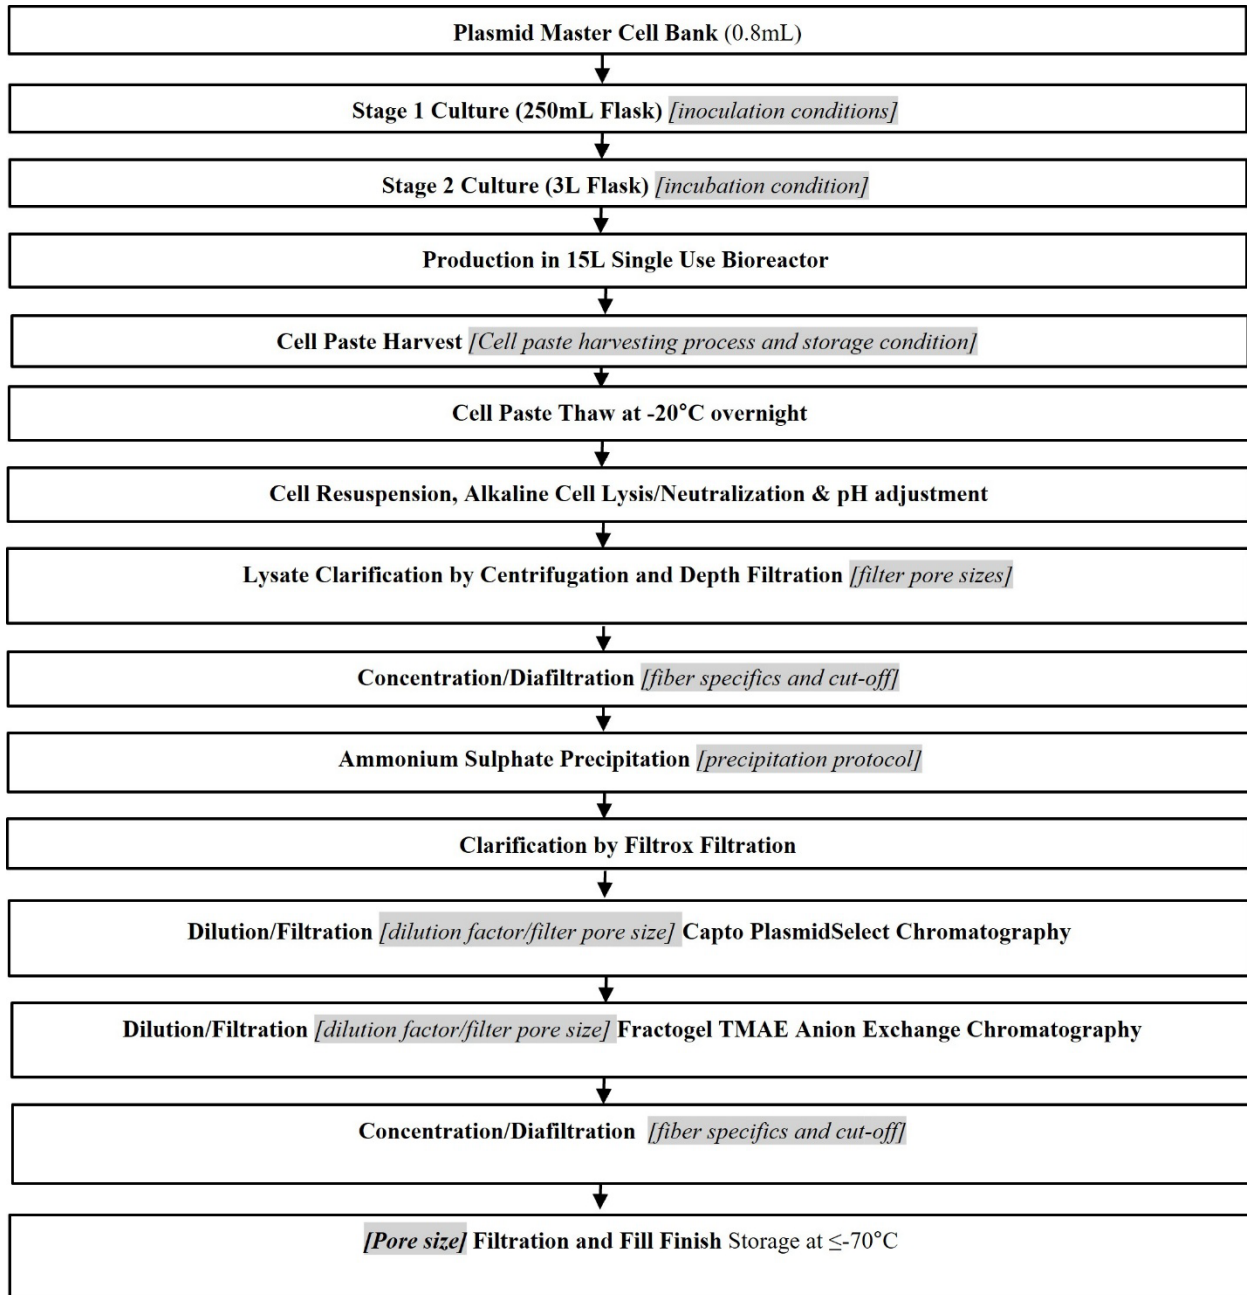 Plasmid Master Cell Bank (0.8mL)
Stage 1 Culture (250mL Flask) [inoculation conditions]
Stage 2 Culture (3L Flask) [incubation condition]
Production in 15L Single Use Bioreactor
Cell Paste Harvest [Cell paste harvesting process and storage condition]
Cell Paste Thaw at -20°C overnight
Cell Resuspension, Alkaline Cell Lysis/Neutralization & pH adjustment
Lysate Clarification by Centrifugation and Depth Filtration [filter pore sizes]
Concentration/Diafiltration [fiber specifics and cut-off]
Ammonium Sulphate Precipitation [precipitation protocol]
Clarification by Filtrox Filtration
Dilution/Filtration [dilution factor/filter pore size] Capto PlasmidSelect Chromatography
Dilution/Filtration [dilution factor/filter pore size] Fractogel TMAE Anion Exchange Chromatography
Concentration/Diafiltration [fiber specifics and cut-off]
[Pore size] Filtration and Fill Finish Storage at ≤-70°C